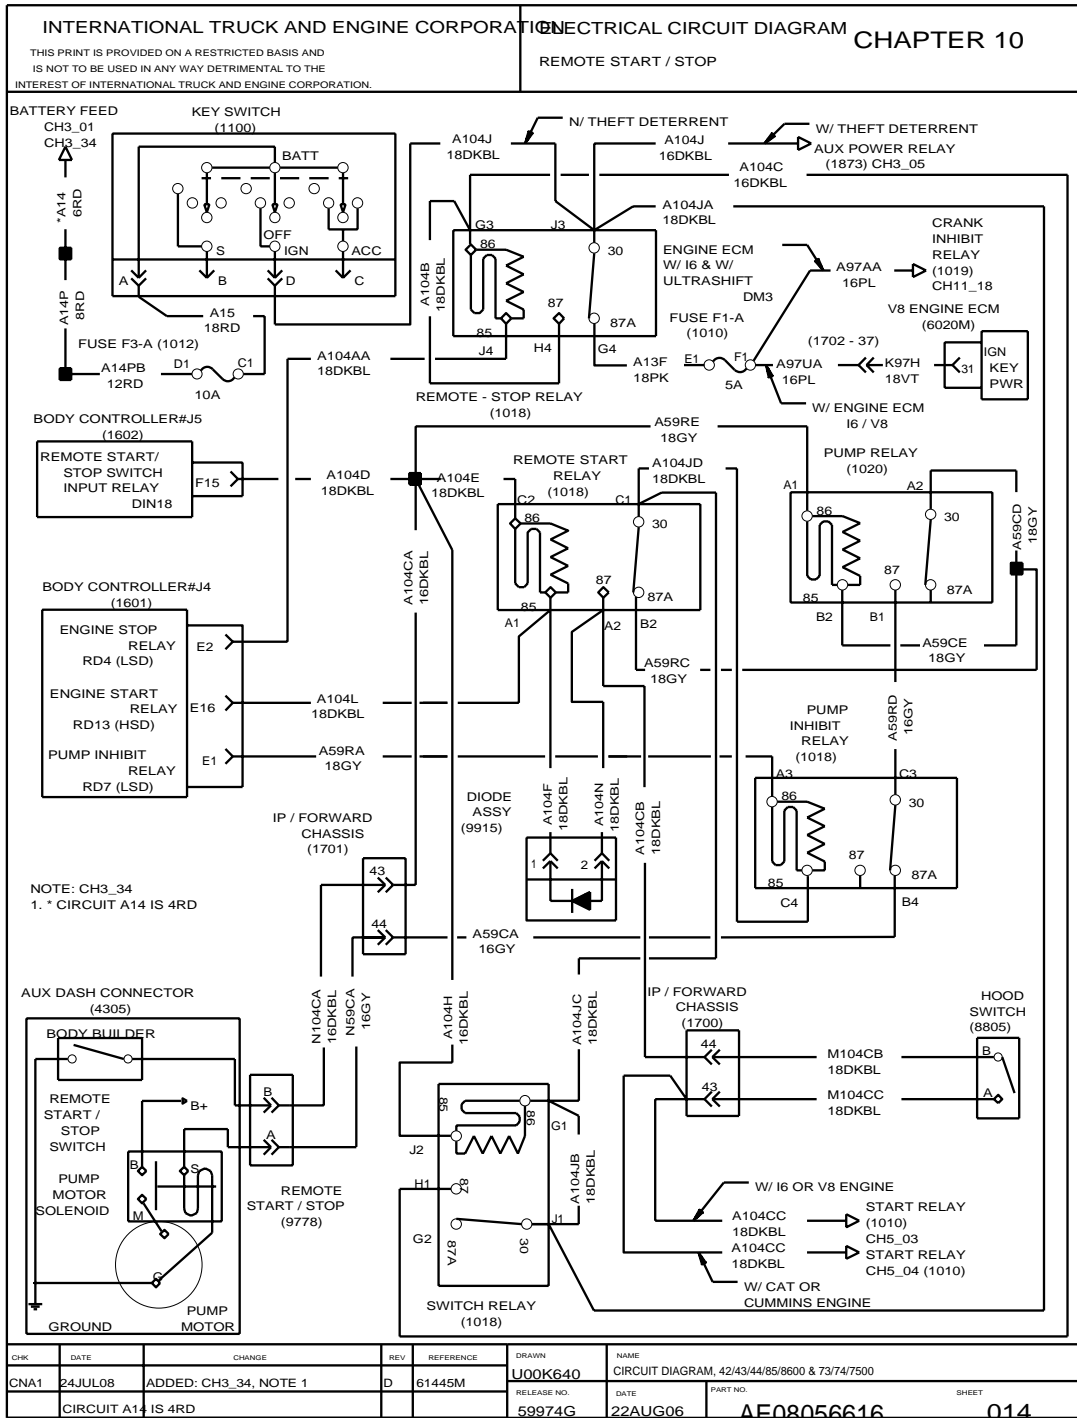 INTERNATIONAL TRUCK AND ENGINE CORPORATION
THIS PRINT IS PROVIDED ON A RESTRICTED BASIS AND
IS NOT TO BE USED IN ANY WAY DETRIMENTAL TO THE
INTEREST OF INTERNATIONAL TRUCK AND ENGINE CORPORATION.
ELECTRICAL CIRCUIT DIAGRAM
REMOTE START / STOP
CHAPTER 10
BATTERY FEED
CH3_01
CH3_34
*A14
6RD
A14P
8RD
KEY SWITCH
(1100)
BATT
OFF
S
IGN
ACC
A
B
D
C
A15
18RD
FUSE F3-A (1012)
A14PB
12RD
D1
C1
10A
A104J
18DKBL
N/ THEFT DETERRENT
A104J
16DKBL
W/ THEFT DETERRENT
AUX POWER RELAY
(1873) CH3_05
A104C
16DKBL
A104JA
18DKBL
A104B
18DKBL
G3
J3
86
30
87
85
87A
J4
H4
G4
REMOTE - STOP RELAY
(1018)
A104AA
18DKBL
ENGINE ECM
W/ I6 & W/
ULTRASHIFT
DM3
FUSE F1-A
(1010)
A13F
18PK
E1
F1
5A
A97AA
16PL
CRANK
INHIBIT
RELAY
(1019)
CH11_18
V8 ENGINE ECM
(6020M)
(1702 - 37)
A97UA
16PL
K97H
18VT
31
IGN
KEY
PWR
W/ ENGINE ECM
I6 / V8
BODY CONTROLLER#J5
(1602)
REMOTE START/
STOP SWITCH
INPUT RELAY
DIN18
F15
A104D
18DKBL
A104E
18DKBL
A59RE
18GY
REMOTE START
RELAY
(1018)
A104JD
18DKBL
C2
C1
86
30
87
85
87A
A1
A2
B2
PUMP RELAY
(1020)
A1
A2
86
30
87
85
87A
B2
B1
A59CD
18GY
A59CE
18GY
A59RC
18GY
A104CA
16DKBL
BODY CONTROLLER#J4
(1601)
ENGINE STOP
RELAY
RD4 (LSD)
E2
ENGINE START
RELAY
RD13 (HSD)
E16
PUMP INHIBIT
RELAY
RD7 (LSD)
E1
A104L
18DKBL
A59RA
18GY
A59RD
16GY
PUMP
INHIBIT
RELAY
(1018)
A3
C3
86
30
87
85
87A
C4
B4
DIODE
ASSY
(9915)
A104F
18DKBL
A104N
18DKBL
A104CB
18DKBL
1
2
IP / FORWARD
CHASSIS
(1701)
43
44
NOTE: CH3_34
1. * CIRCUIT A14 IS 4RD
A59CA
16GY
AUX DASH CONNECTOR
(4305)
BODY BUILDER
REMOTE
START /
STOP
SWITCH
B+
B
S
M
G
PUMP
MOTOR
SOLENOID
GROUND
PUMP
MOTOR
N104CA
16DKBL
N59CA
16GY
B
A
REMOTE
START / STOP
(9778)
A104H
16DKBL
A104JC
18DKBL
85
86
J2
G1
H1
87
G2
87A
30
J1
A104JB
18DKBL
SWITCH RELAY
(1018)
IP / FORWARD
CHASSIS
(1700)
44
43
M104CB
18DKBL
M104CC
18DKBL
HOOD
SWITCH
(8805)
B
A
W/ I6 OR V8 ENGINE
A104CC
18DKBL
START RELAY
(1010)
CH5_03
A104CC
18DKBL
START RELAY
CH5_04 (1010)
W/ CAT OR
CUMMINS ENGINE
CHK
DATE
CHANGE
REV
REFERENCE
CNA1
24JUL08
ADDED: CH3_34, NOTE 1
D
61445M
CIRCUIT A14 IS 4RD
DRAWN
U00K640
NAME
CIRCUIT DIAGRAM, 42/43/44/85/8600 & 73/74/7500
RELEASE NO.
59974G
DATE
22AUG06
PART NO.
AE08056616
SHEET
014